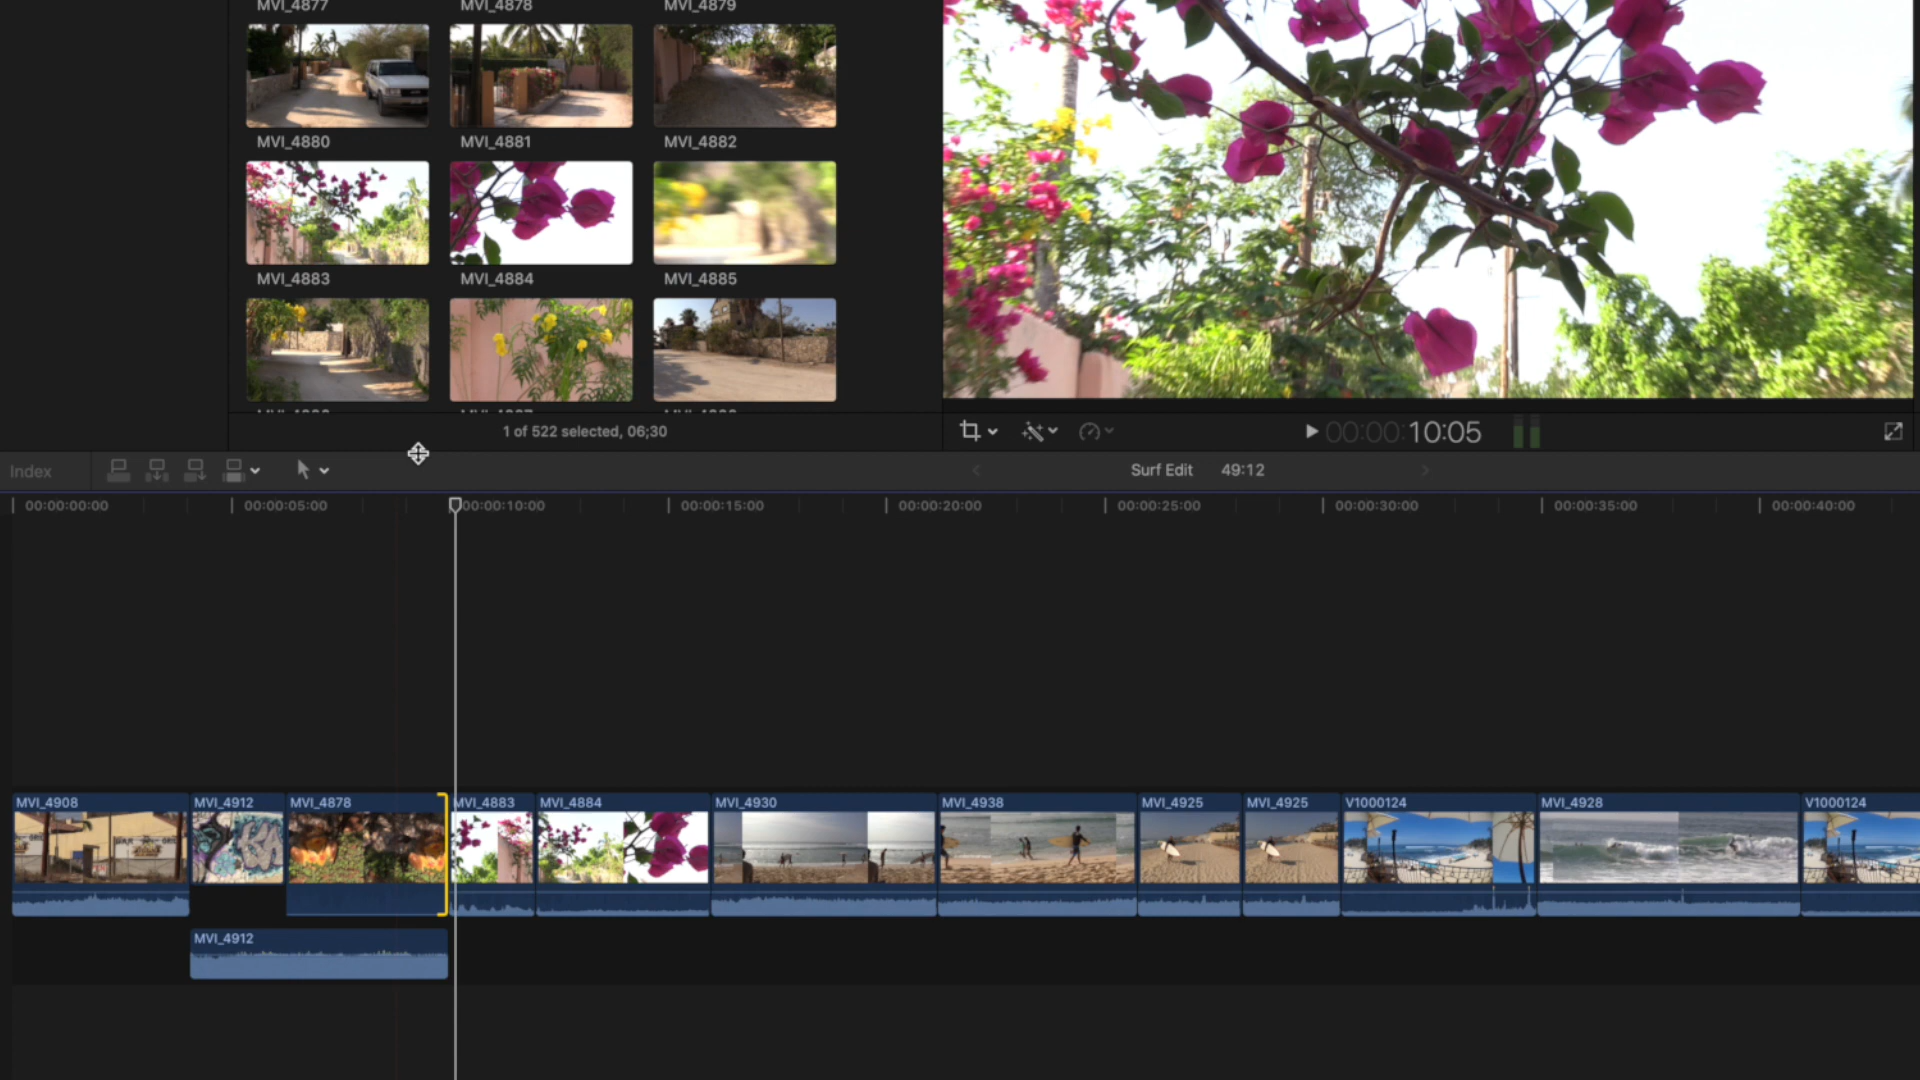 MVI_4877 MVI_4878 MVI_4879
MVI_4880 MVI_4881 MVI_4882
MVI_4883 MVI_4884 MVI_4885
1 of 522 selected, 06;30
00:00:10:05
Index
Surf Edit 49:12
00:00:00:00 00:00:05:00 00:00:10:00 00:00:15:00 00:00:20:00 00:00:25:00 00:00:30:00 00:00:35:00 00:00:40:00
MVI_4908 MVI_4912 MVI_4878 MVI_4883 MVI_4884 MVI_4930 MVI_4938 MVI_4925 MVI_4925 V1000124 MVI_4928 V1000124
MVI_4912